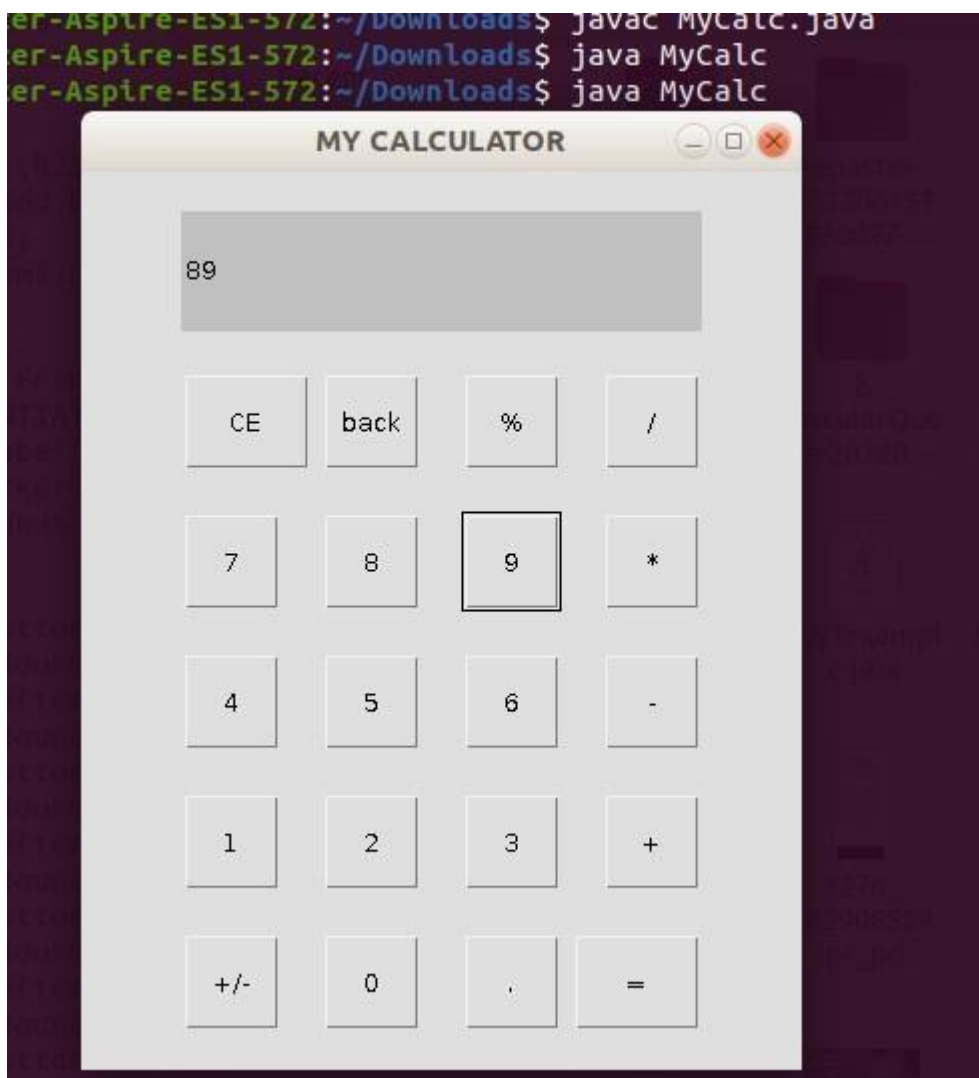 er-Aspire-ES1-572:~/Downloads$ javac MyCalc.java
er-Aspire-ES1-572:~/Downloads$ java MyCalc
er-Aspire-ES1-572:~/Downloads$ java MyCalc
MY CALCULATOR
89
CE back % /
7 8 9 *
4 5 6 -
1 2 3 +
+/- 0 . =